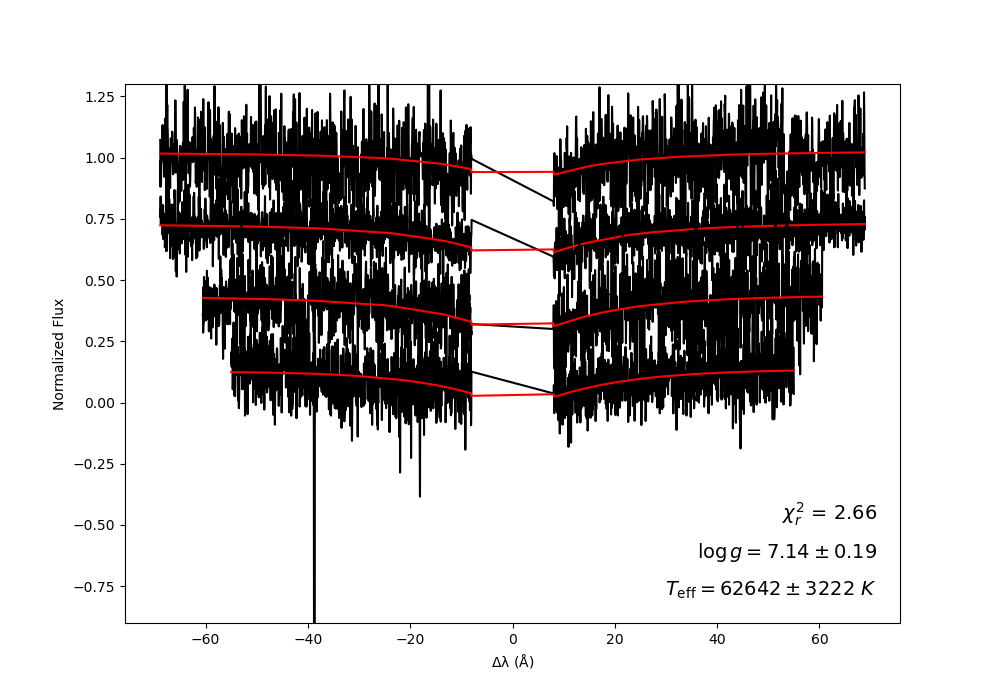 1.25
1.00
0.75
0.50
0.25
0.00
−0.25
−0.50
−0.75
Normalized Flux
χ²ᵣ = 2.66
log g = 7.14 ± 0.19
T_eff = 62642 ± 3222 K
−60 −40 −20 0 20 40 60
Δλ (Å)